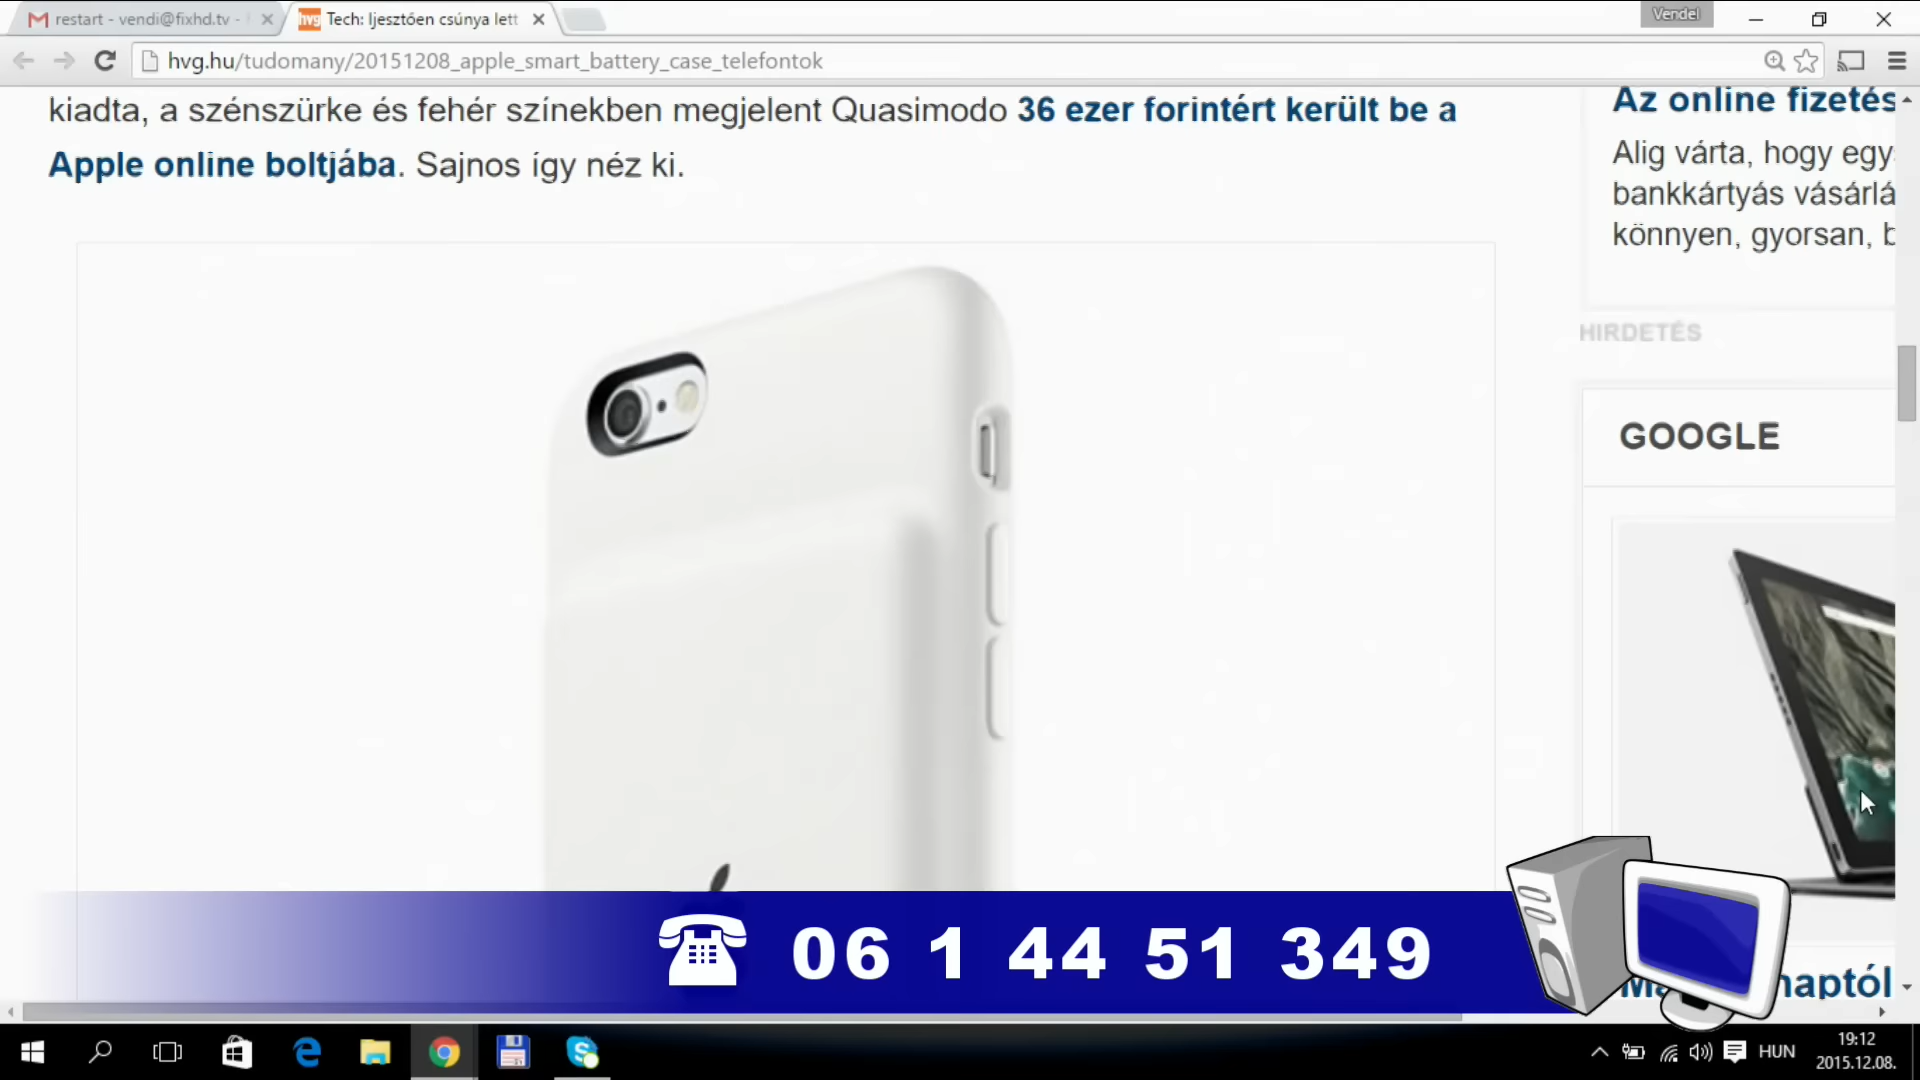 restart - vendi@fixhd.tv -
hvg Tech: Ijesztően csúnya lett
Vendel
hvg.hu/tudomany/20151208_apple_smart_battery_case_telefontok
kiadta, a szénszürke és fehér színekben megjelent Quasimodo 36 ezer forintért került be a
Apple online boltjába. Sajnos így néz ki.
Az online fizetés
Alig várta, hogy egy
bankkártyás vásárlá
könnyen, gyorsan, b
HIRDETÉS
GOOGLE
naptól
06 1 44 51 349
HUN
19:12
2015.12.08.